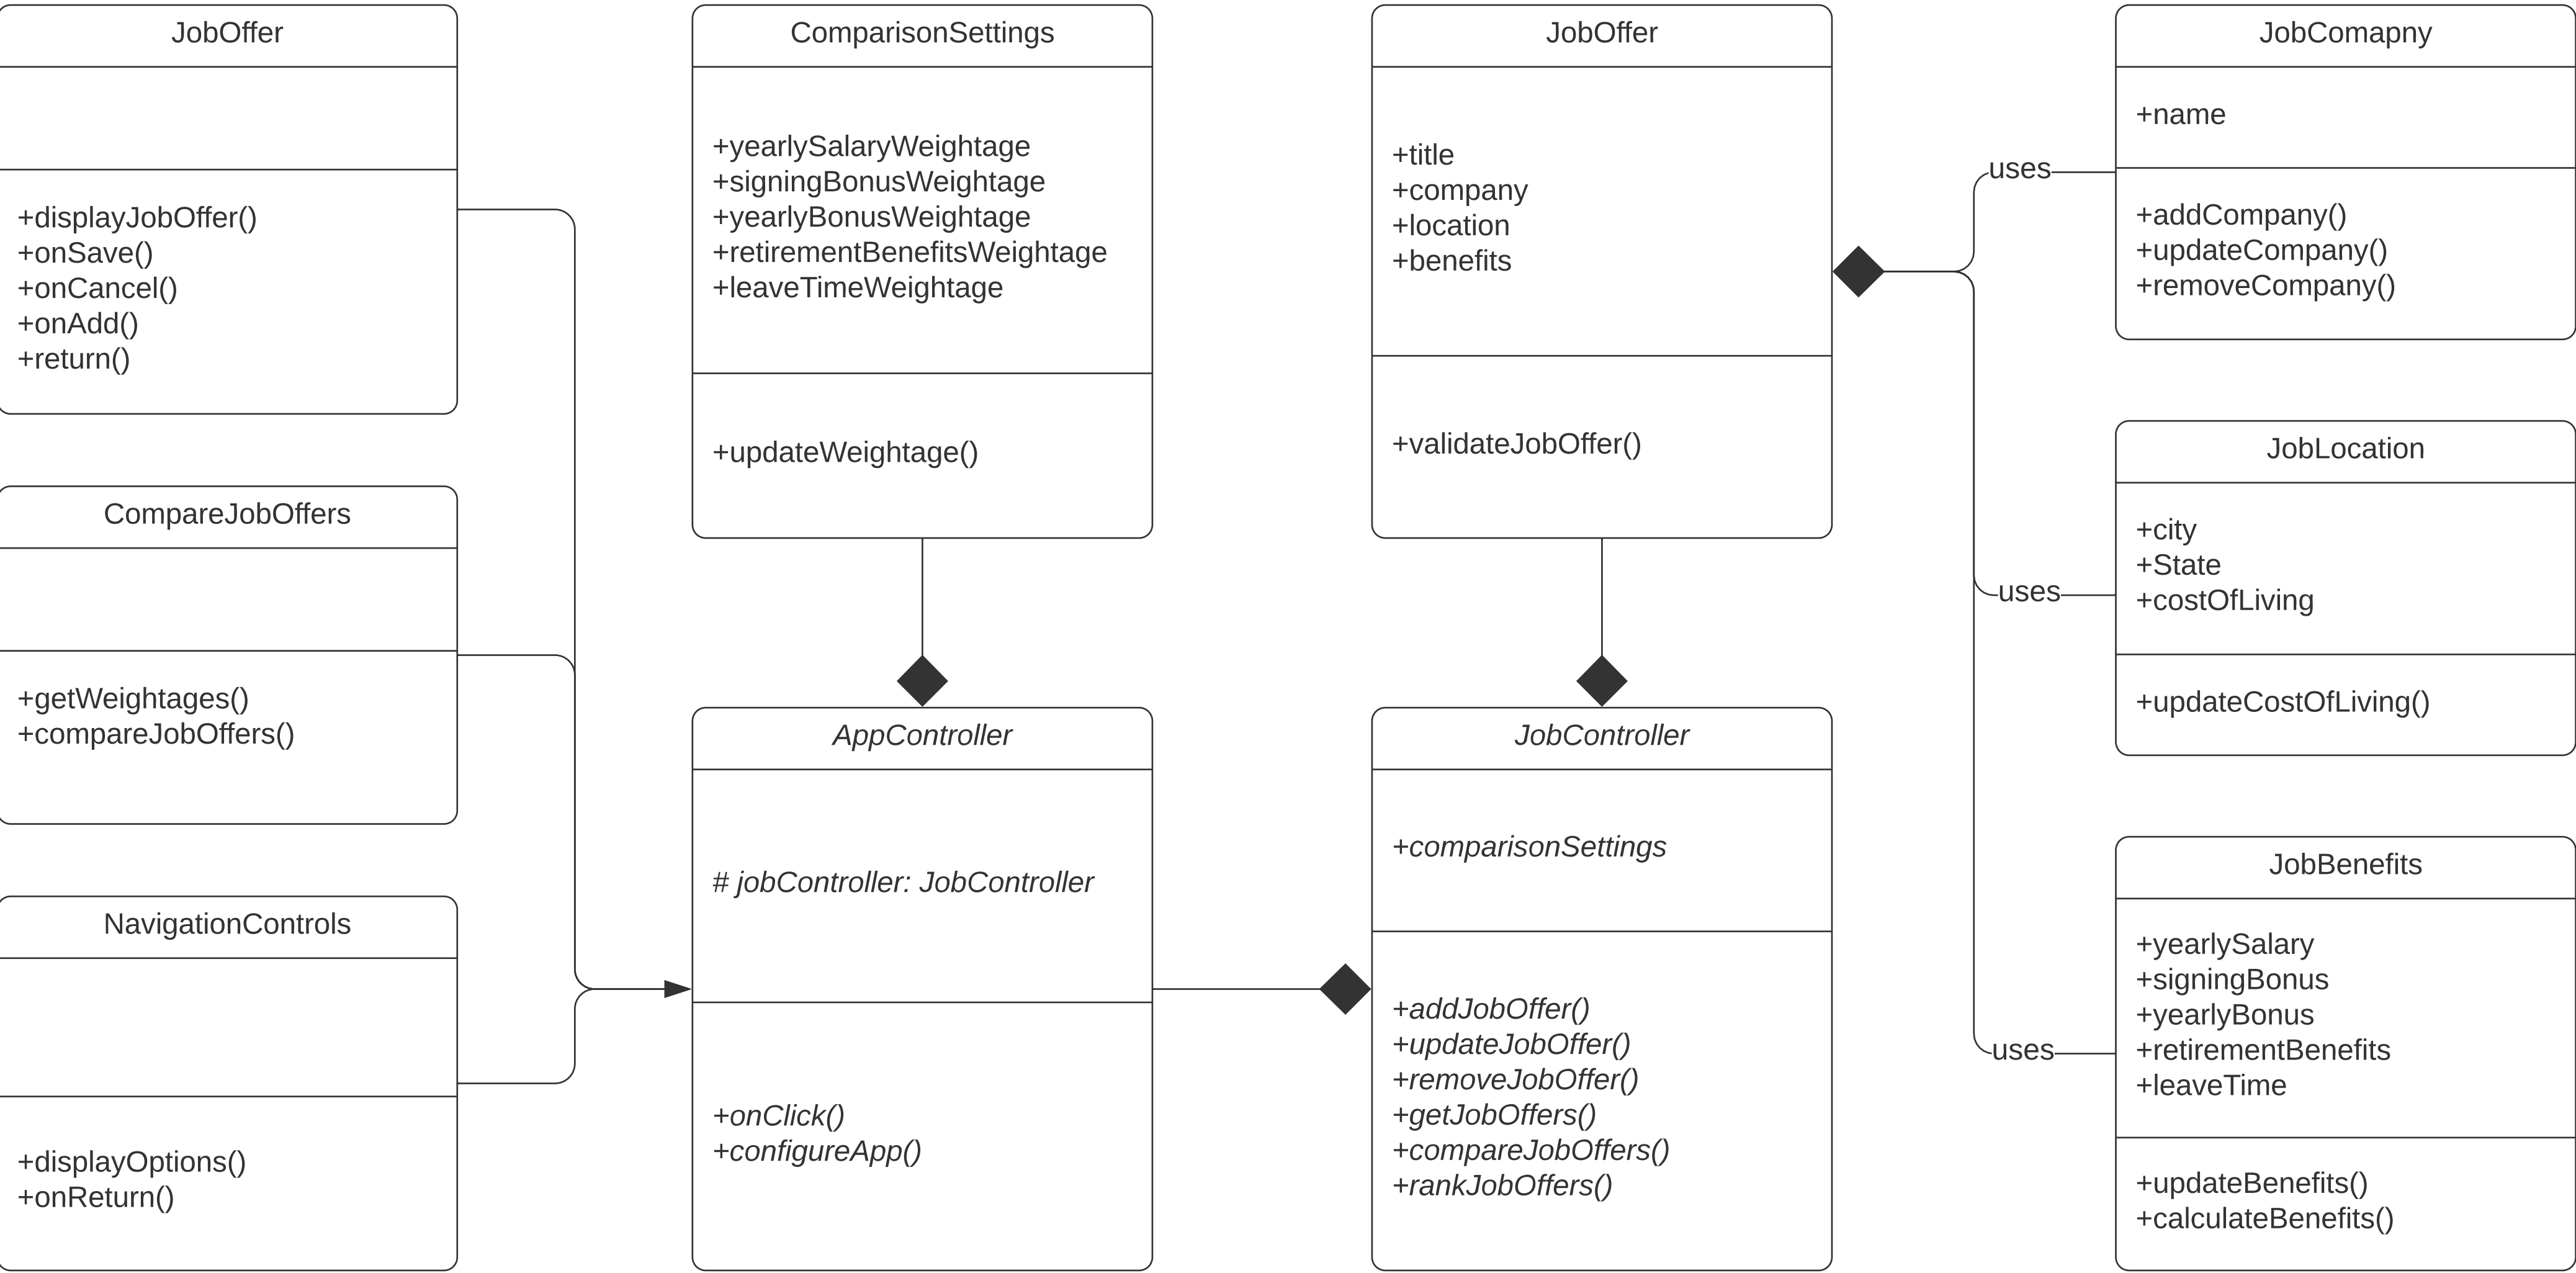 JobOffer
+displayJobOffer()
+onSave()
+onCancel()
+onAdd()
+return()
CompareJobOffers
+getWeightages()
+compareJobOffers()
NavigationControls
+displayOptions()
+onReturn()
ComparisonSettings
+yearlySalaryWeightage
+signingBonusWeightage
+yearlyBonusWeightage
+retirementBenefitsWeightage
+leaveTimeWeightage
+updateWeightage()
AppController
# jobController: JobController
+onClick()
+configureApp()
JobOffer
+title
+company
+location
+benefits
+validateJobOffer()
JobController
+comparisonSettings
+addJobOffer()
+updateJobOffer()
+removeJobOffer()
+getJobOffers()
+compareJobOffers()
+rankJobOffers()
uses
uses
uses
JobComapny
+name
+addCompany()
+updateCompany()
+removeCompany()
JobLocation
+city
+State
+costOfLiving
+updateCostOfLiving()
JobBenefits
+yearlySalary
+signingBonus
+yearlyBonus
+retirementBenefits
+leaveTime
+updateBenefits()
+calculateBenefits()